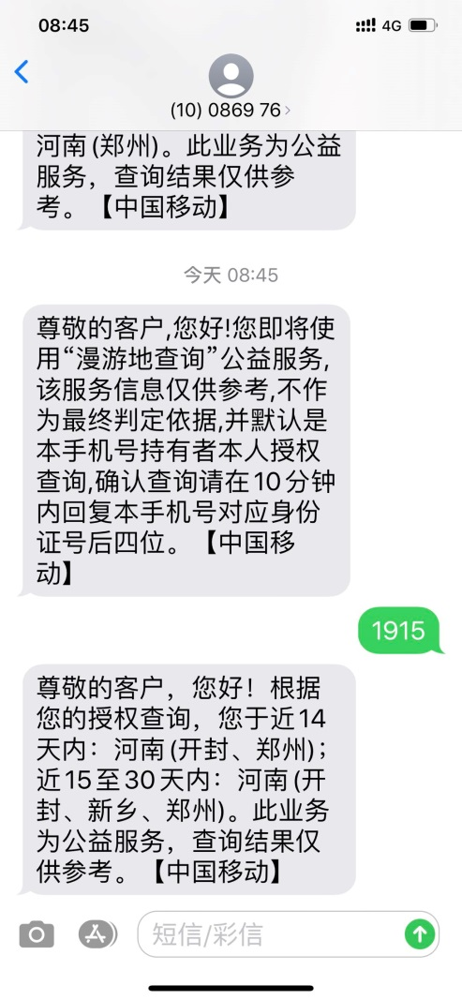 08:45
4G
(10) 0869 76
河南(郑州)。此业务为公益
服务，查询结果仅供参
考。【中国移动】
今天 08:45
尊敬的客户,您好!您即将使
用“漫游地查询”公益服务,
该服务信息仅供参考,不作
为最终判定依据,并默认是
本手机号持有者本人授权
查询,确认查询请在10分钟
内回复本手机号对应身份
证号后四位。【中国移
动】
1915
尊敬的客户，您好！根据
您的授权查询，您于近14
天内：河南(开封、郑州)；
近15至30天内：河南(开
封、新乡、郑州)。此业务
为公益服务，查询结果仅
供参考。【中国移动】
短信/彩信